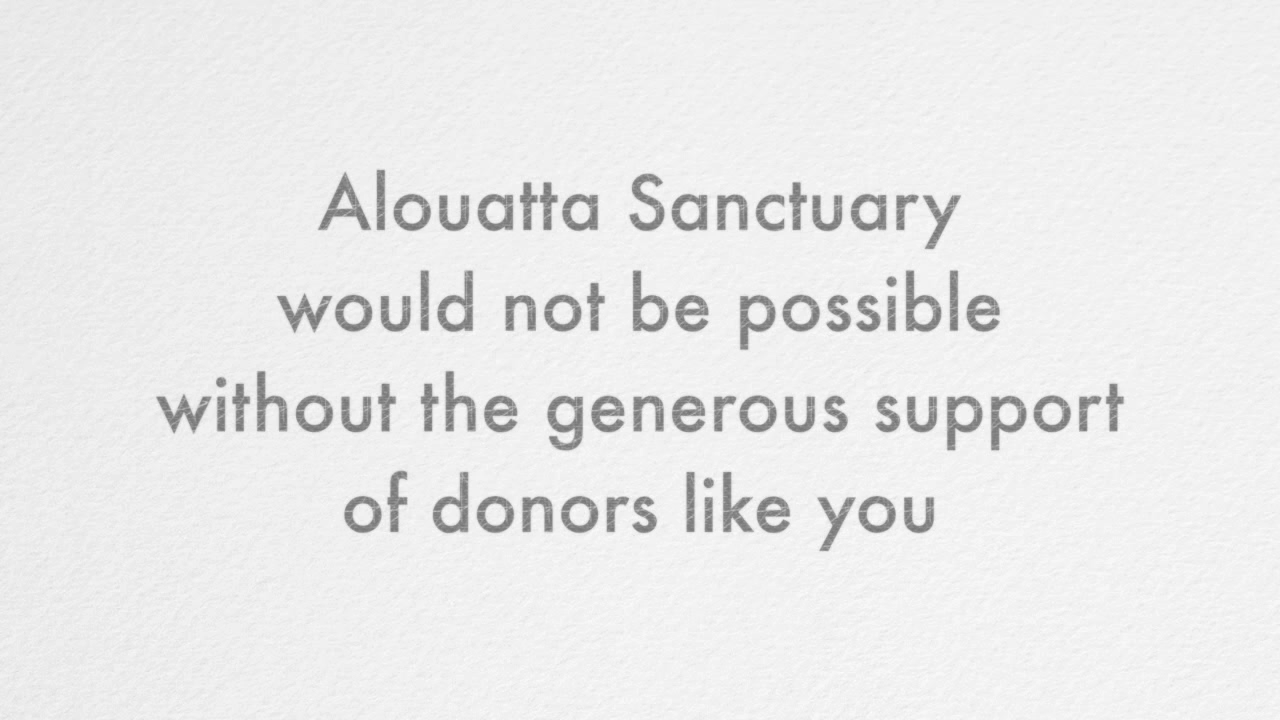 Alouatta Sanctuary
would not be possible
without the generous support
of donors like you